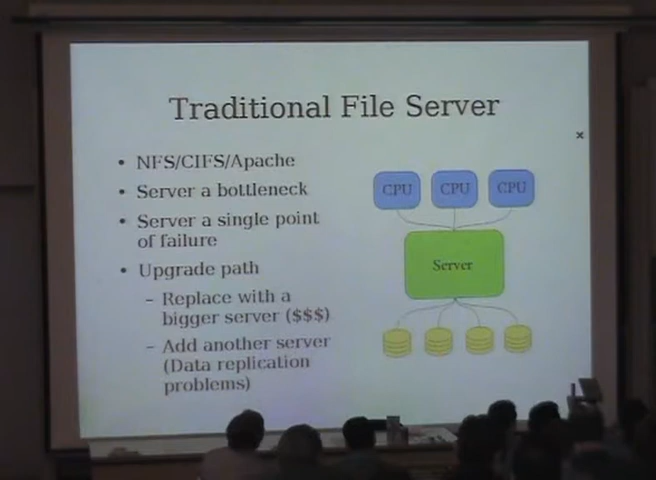 Traditional File Server
• NFS/CIFS/Apache
• Server a bottleneck
• Server a single point
of failure
• Upgrade path
– Replace with a
bigger server ($$$)
– Add another server
(Data replication
problems)
CPU CPU CPU
Server